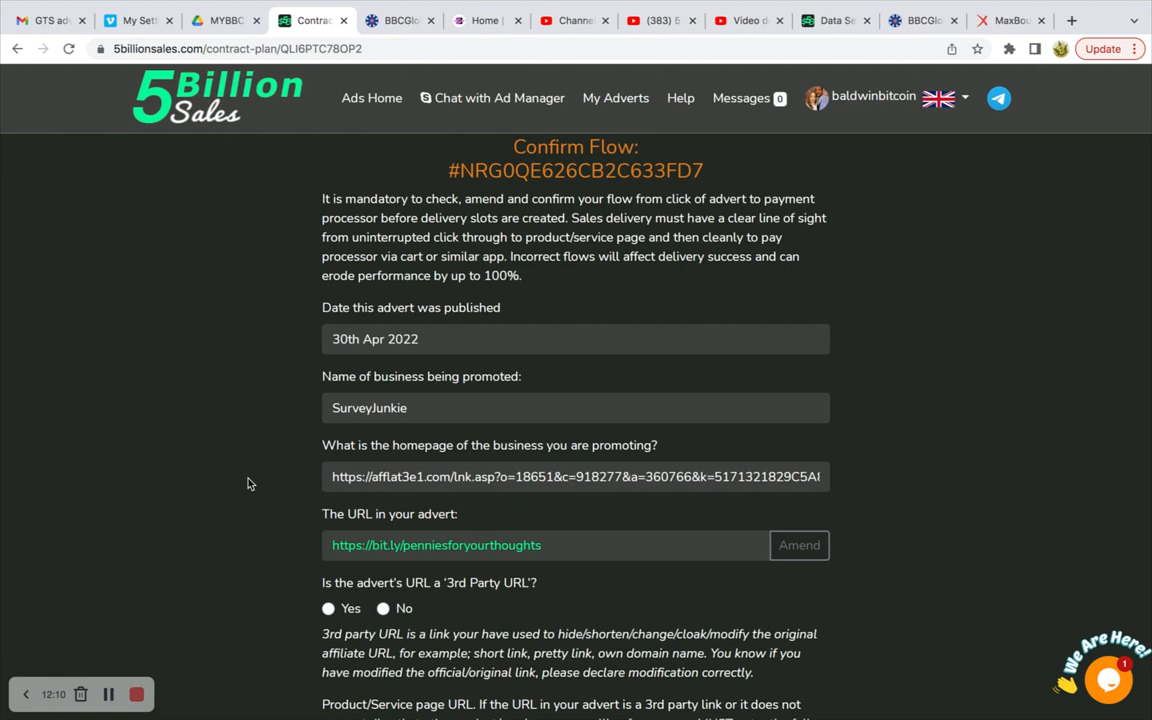 GTS adv
My Sett
MYBBC
Contrac
BBCGlo
Home |
Channe
(383) 5
Video d
Data Se
BBCGlo
MaxBou
5billionsales.com/contract-plan/QLI6PTC78OP2
Update
5Billion
Sales
Ads Home
Chat with Ad Manager
My Adverts
Help
Messages 0
baldwinbitcoin
Confirm Flow:
#NRG0QE626CB2C633FD7
It is mandatory to check, amend and confirm your flow from click of advert to payment
processor before delivery slots are created. Sales delivery must have a clear line of sight
from uninterrupted click through to product/service page and then cleanly to pay
processor via cart or similar app. Incorrect flows will affect delivery success and can
erode performance by up to 100%.
Date this advert was published
30th Apr 2022
Name of business being promoted:
SurveyJunkie
What is the homepage of the business you are promoting?
https://afflat3e1.com/lnk.asp?o=18651&c=918277&a=360766&k=5171321829C5A8
The URL in your advert:
https://bit.ly/penniesforyourthoughts
Amend
Is the advert's URL a '3rd Party URL'?
Yes No
3rd party URL is a link your have used to hide/shorten/change/cloak/modify the original
affiliate URL, for example; short link, pretty link, own domain name. You know if you
have modified the official/original link, please declare modification correctly.
Product/Service page URL. If the URL in your advert is a 3rd party link or it does not
We Are Here!
1
12:10